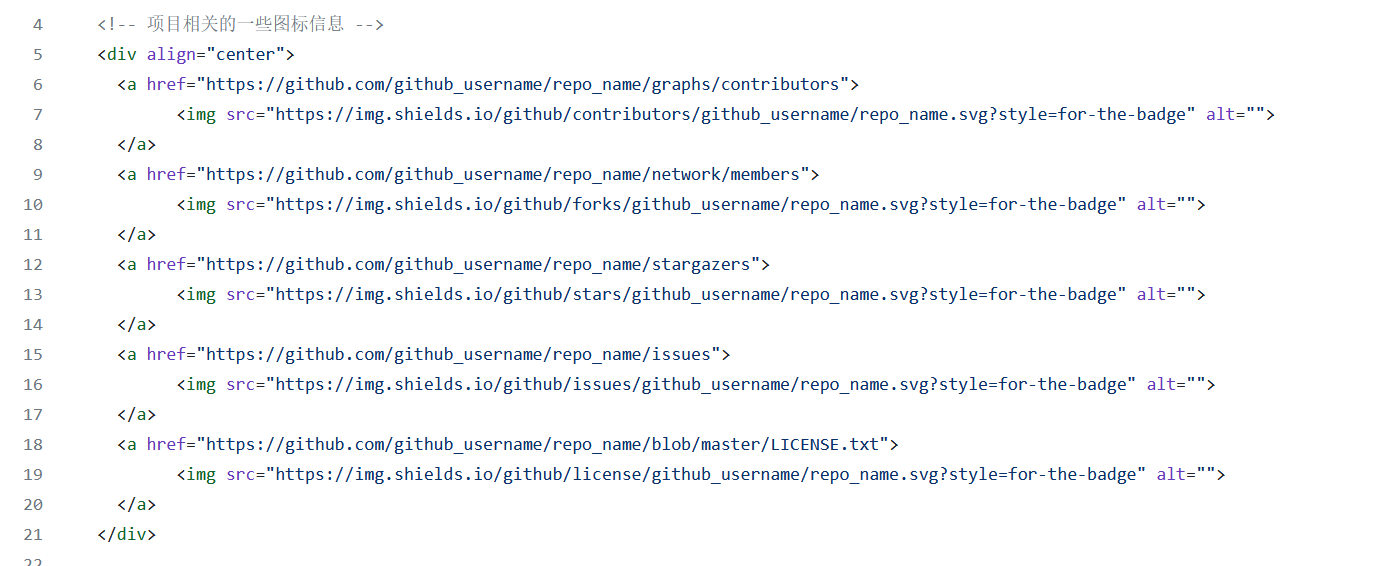 4 <!-- 项目相关的一些图标信息 -->
5 <div align="center">
6 <a href="https://github.com/github_username/repo_name/graphs/contributors">
7 <img src="https://img.shields.io/github/contributors/github_username/repo_name.svg?style=for-the-badge" alt="">
8 </a>
9 <a href="https://github.com/github_username/repo_name/network/members">
10 <img src="https://img.shields.io/github/forks/github_username/repo_name.svg?style=for-the-badge" alt="">
11 </a>
12 <a href="https://github.com/github_username/repo_name/stargazers">
13 <img src="https://img.shields.io/github/stars/github_username/repo_name.svg?style=for-the-badge" alt="">
14 </a>
15 <a href="https://github.com/github_username/repo_name/issues">
16 <img src="https://img.shields.io/github/issues/github_username/repo_name.svg?style=for-the-badge" alt="">
17 </a>
18 <a href="https://github.com/github_username/repo_name/blob/master/LICENSE.txt">
19 <img src="https://img.shields.io/github/license/github_username/repo_name.svg?style=for-the-badge" alt="">
20 </a>
21 </div>
22